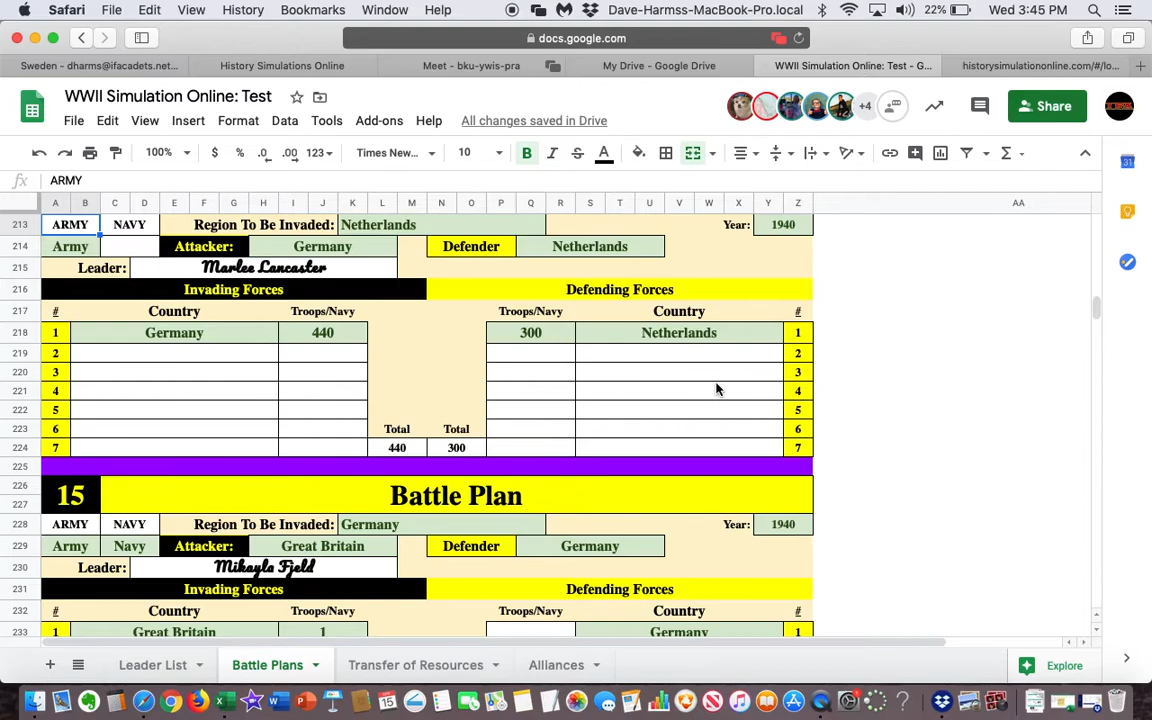 Safari File Edit View History Bookmarks Window Help Dave-Harmss-MacBook-Pro.local 22% Wed 3:45 PM
docs.google.com
Sweden - dharms@ifacadets.net... History Simulations Online Meet - bku-ywis-pra My Drive - Google Drive WWII Simulation Online: Test - G... historysimulationonline.com/#/lo...
WWII Simulation Online: Test
+4 Share
File Edit View Insert Format Data Tools Add-ons Help All changes saved in Drive
100% $ % .0 .00 123 Times New... 10 B I S A
fx ARMY
A B C D E F G H I J K L M N O P Q R S T U V W X Y Z AA
213 ARMY NAVY Region To Be Invaded: Netherlands Year: 1940
214 Army Attacker: Germany Defender Netherlands
215 Leader: Marlee Lancaster
216 Invading Forces Defending Forces
217 # Country Troops/Navy Troops/Navy Country #
218 1 Germany 440 300 Netherlands 1
219 2 2
220 3 3
221 4 4
222 5 5
223 6 Total Total 6
224 7 440 300 7
225
226 15 Battle Plan
227
228 ARMY NAVY Region To Be Invaded: Germany Year: 1940
229 Army Navy Attacker: Great Britain Defender Germany
230 Leader: Mikayla Fjeld
231 Invading Forces Defending Forces
232 # Country Troops/Navy Troops/Navy Country #
233 1 Great Britain 1 Germany 1
Leader List Battle Plans Transfer of Resources Alliances Explore